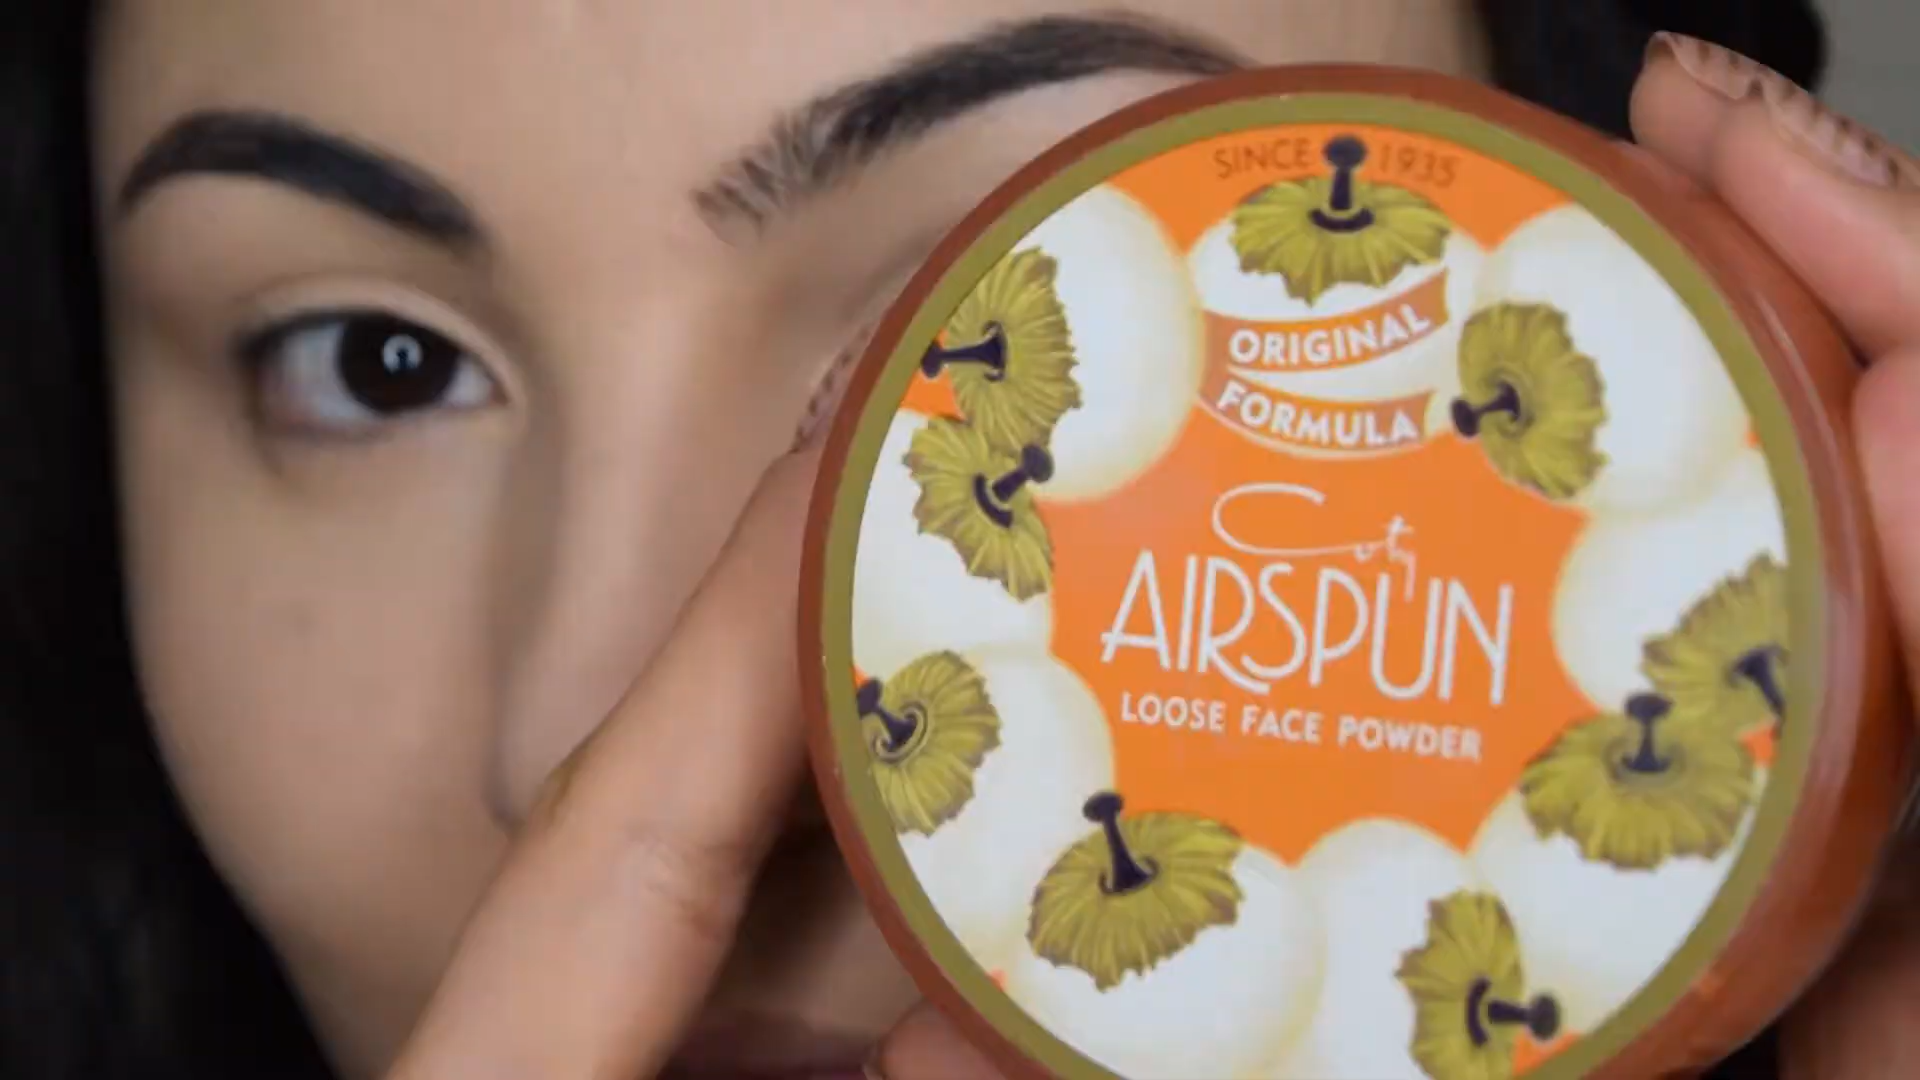 SINCE 1935
ORIGINAL
FORMULA
Coty
AIRSPUN
LOOSE FACE POWDER